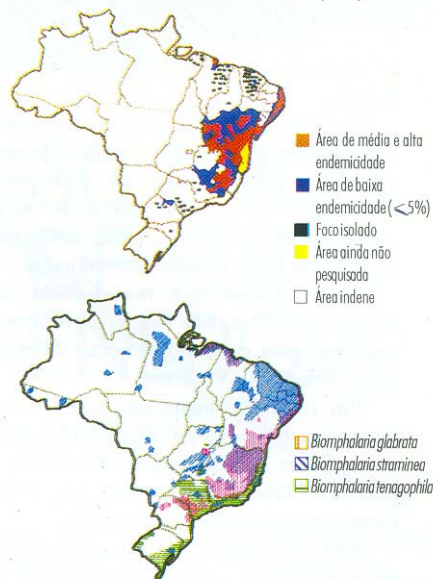 Área de média e alta
endemicidade
Área de baixa
endemicidade (<5%)
Foco isolado
Área ainda não
pesquisada
Área indene
Biomphalaria glabrata
Biomphalaria straminea
Biomphalaria tenagophila